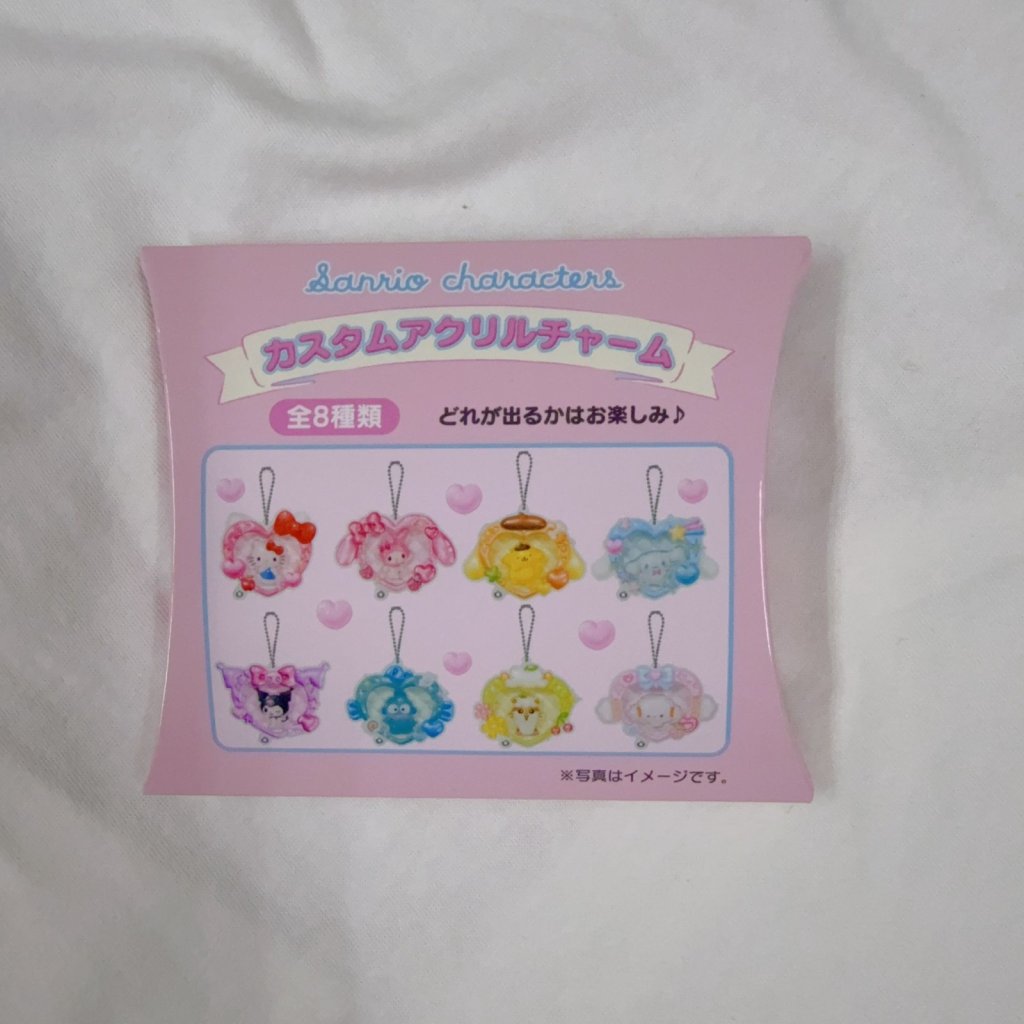 Sanrio characters
カスタムアクリルチャーム
全8種類
どれが出るかはお楽しみ♪
※写真はイメージです。